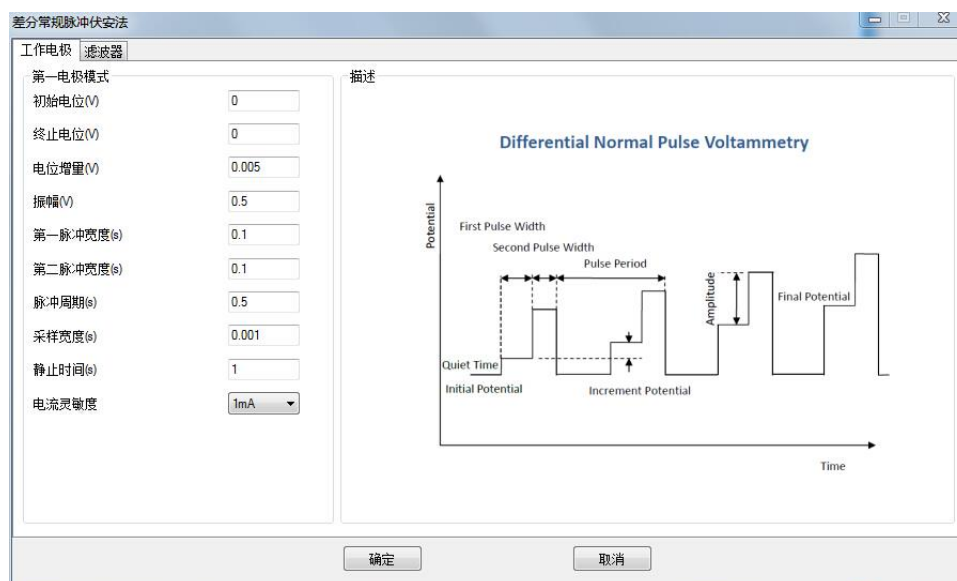 差分常规脉冲伏安法
工作电极 滤波器
第一电极模式
初始电位(V) 0
终止电位(V) 0
电位增量(V) 0.005
振幅(V) 0.5
第一脉冲宽度(s) 0.1
第二脉冲宽度(s) 0.1
脉冲周期(s) 0.5
采样宽度(s) 0.001
静止时间(s) 1
电流灵敏度 1mA
描述
Differential Normal Pulse Voltammetry
Potential
First Pulse Width
Second Pulse Width
Pulse Period
Amplitude
Final Potential
Quiet Time
Initial Potential
Increment Potential
Time
确定 取消